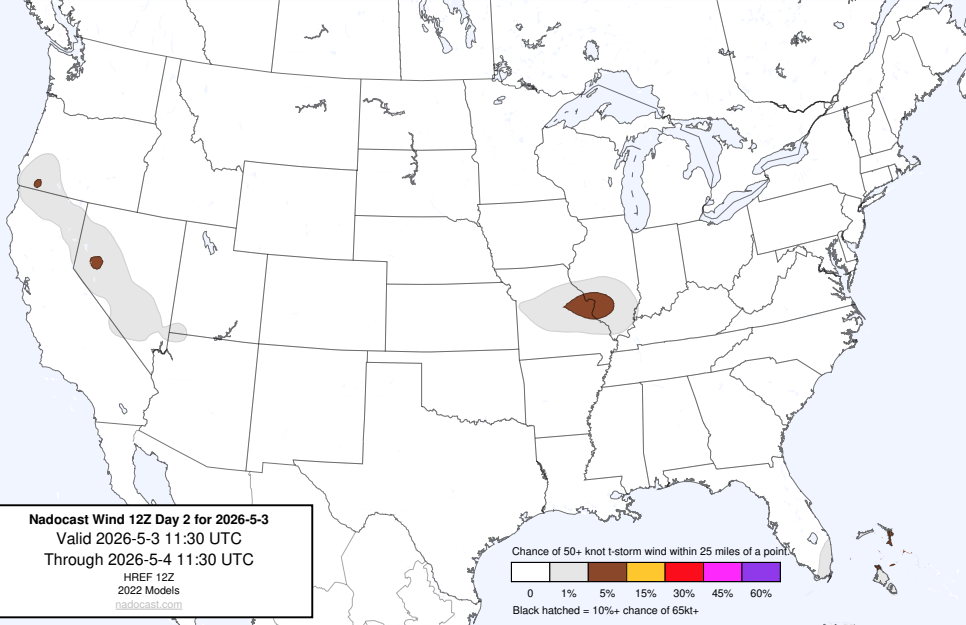 Nadocast Wind 12Z Day 2 for 2026-5-3
Valid 2026-5-3 11:30 UTC
Through 2026-5-4 11:30 UTC
HREF 12Z
2022 Models
nadocast.com
Chance of 50+ knot t-storm wind within 25 miles of a point.
0 1% 5% 15% 30% 45% 60%
Black hatched = 10%+ chance of 65kt+